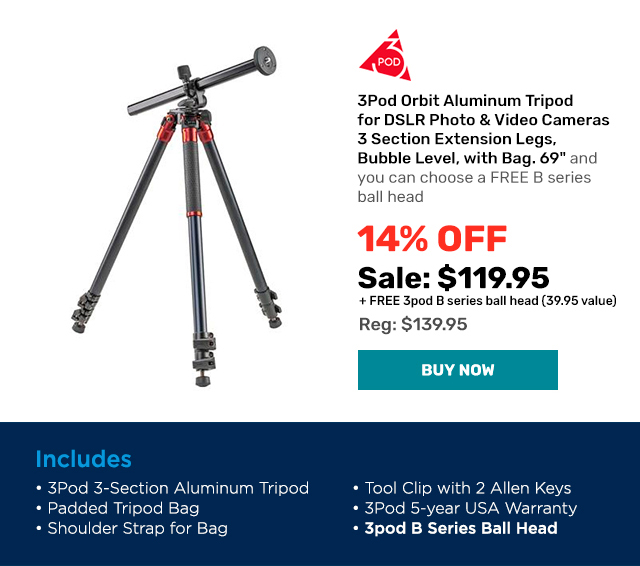 3
POD
3Pod Orbit Aluminum Tripod
for DSLR Photo & Video Cameras
3 Section Extension Legs,
Bubble Level, with Bag. 69" and
you can choose a FREE B series
ball head
14% OFF
Sale: $119.95
+ FREE 3pod B series ball head (39.95 value)
Reg: $139.95
BUY NOW
Includes
• 3Pod 3-Section Aluminum Tripod
• Padded Tripod Bag
• Shoulder Strap for Bag
• Tool Clip with 2 Allen Keys
• 3Pod 5-year USA Warranty
• 3pod B Series Ball Head